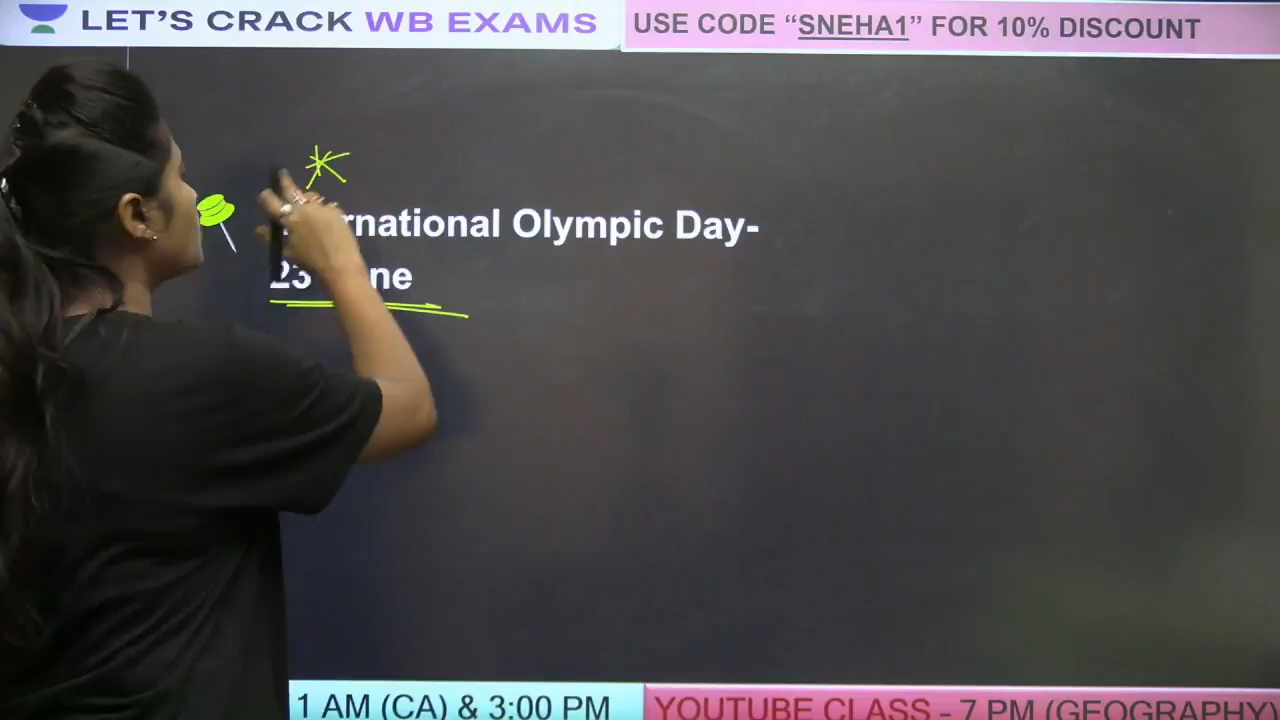 LET'S CRACK WB EXAMS
USE CODE “SNEHA1” FOR 10% DISCOUNT
rnational Olympic Day-
23 ne
1 AM (CA) & 3:00 PM
YOUTUBE CLASS - 7 PM (GEOGRAPHY)